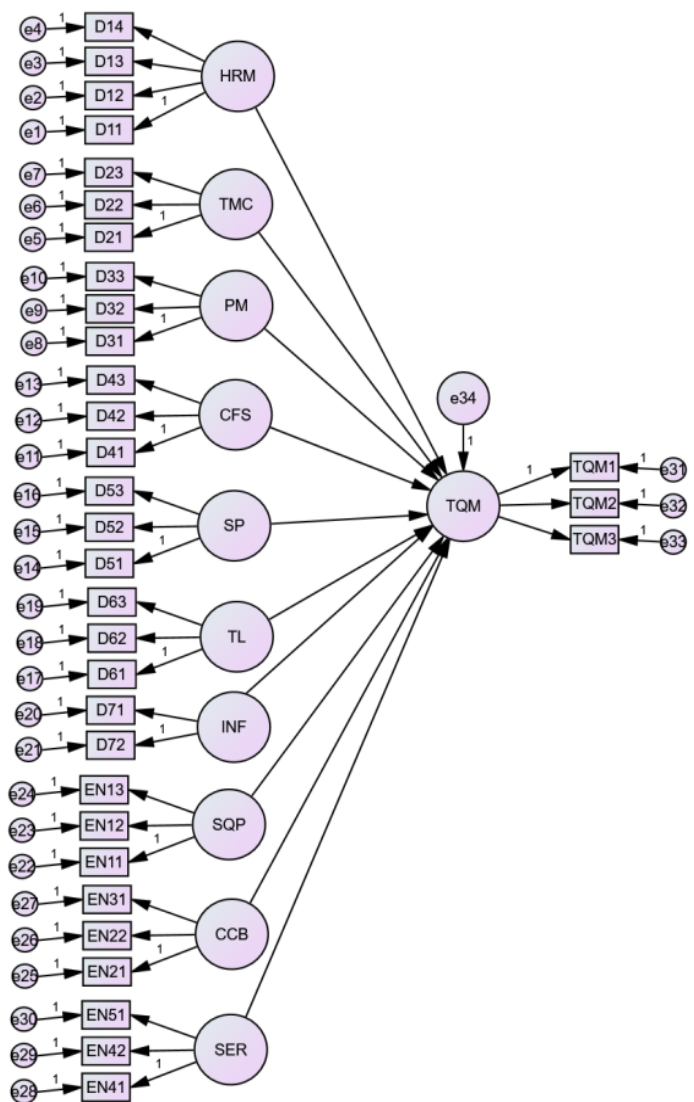 e4 1 D14
e3 1 D13
e2 1 D12
e1 1 D11
1
HRM
e7 1 D23
e6 1 D22
e5 1 D21
1
TMC
e10 1 D33
e9 1 D32
e8 1 D31
1
PM
e13 1 D43
e12 1 D42
e11 1 D41
1
CFS
e16 1 D53
e15 1 D52
e14 1 D51
1
SP
e19 1 D63
e18 1 D62
e17 1 D61
1
TL
e20 1 D71
e21 1 D72
1
INF
e24 1 EN13
e23 1 EN12
e22 1 EN11
1
SQP
e27 1 EN31
e26 1 EN22
e25 1 EN21
1
CCB
e30 1 EN51
e29 1 EN42
e28 1 EN41
1
SER
e34
1
TQM
1
TQM1 1 e31
TQM2 1 e32
TQM3 1 e33